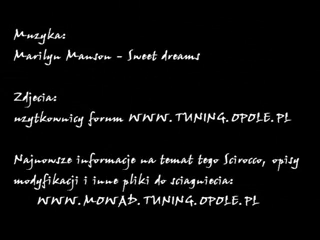 Muzyka:
Marilyn Manson - Sweet dreams
Zdjecia:
uzytkownicy forum WWW.TUNING.OPOLE.PL
Najnowsze informacje na temat tego Scirocco, opisy
modyfikacji i inne pliki do sciagniecia:
WWW.MOWAD.TUNING.OPOLE.PL